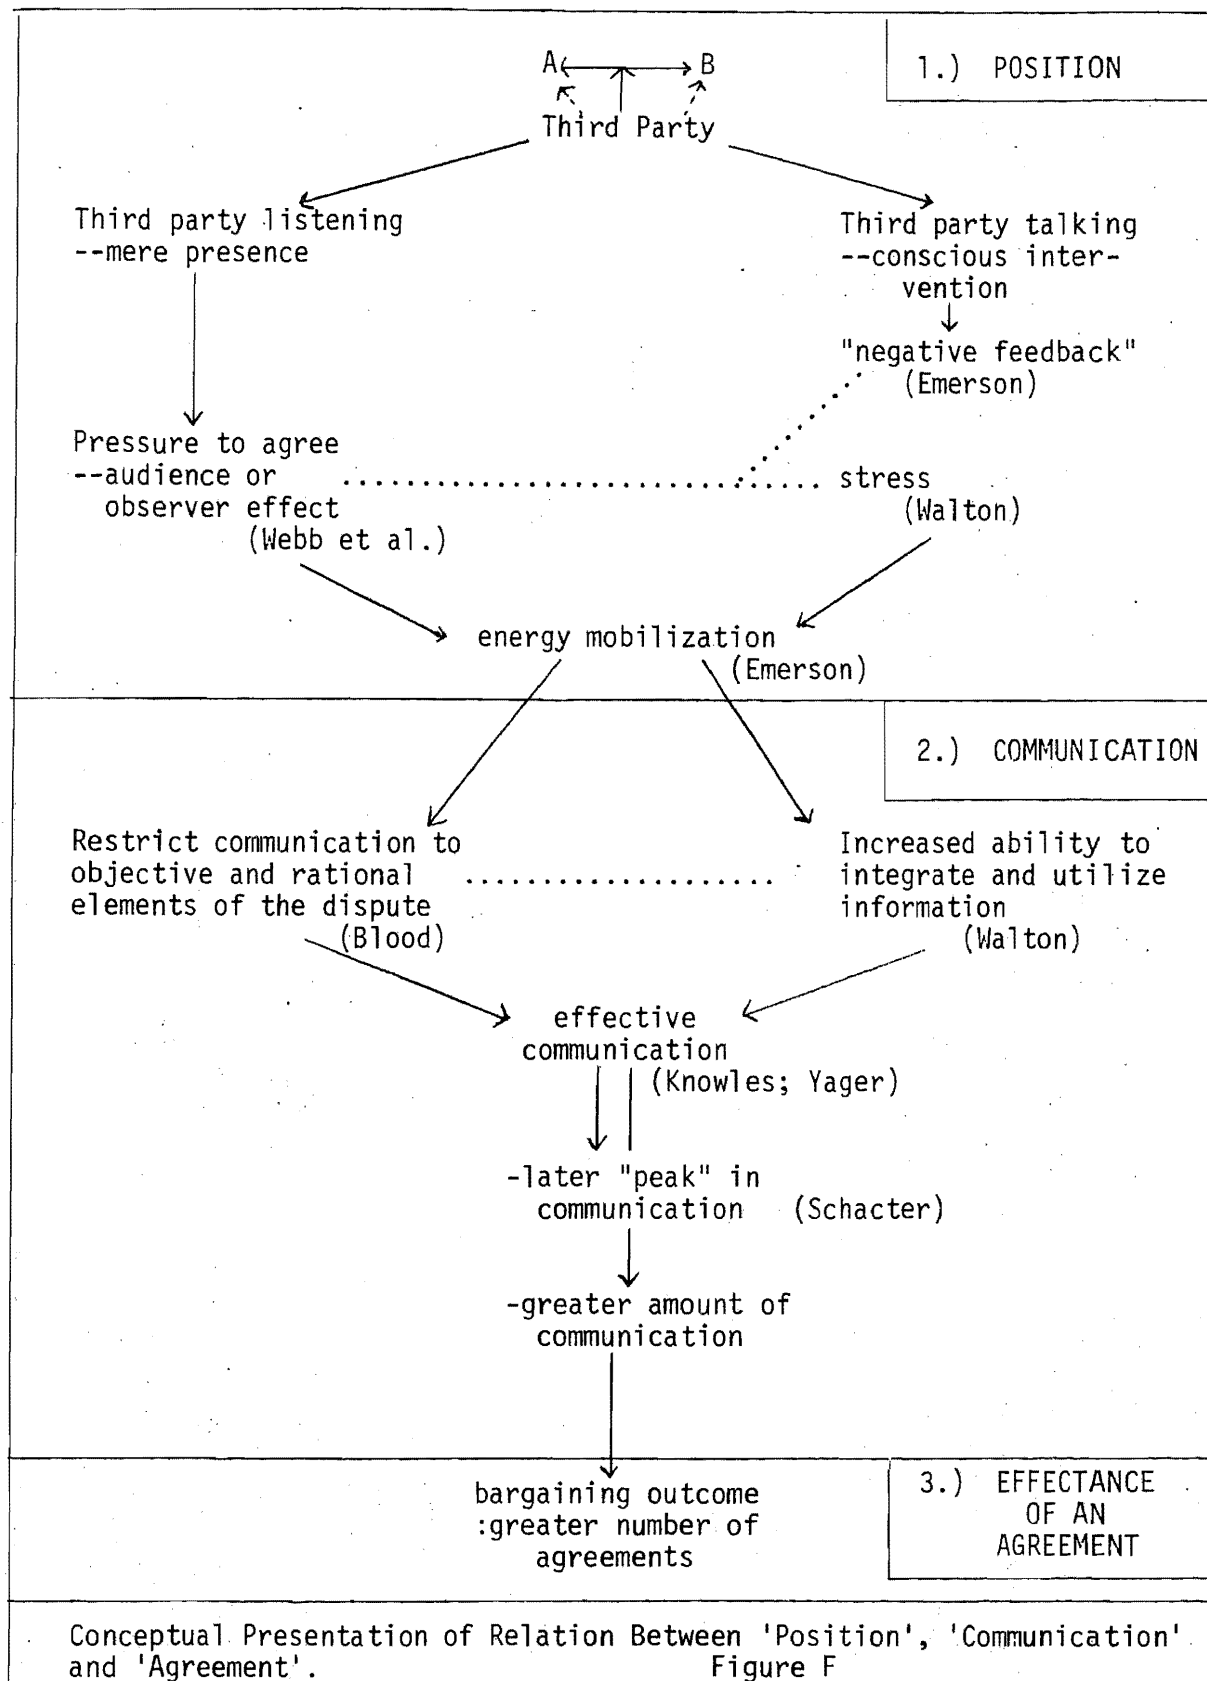 A B
1.) POSITION
Third Party
Third party listening
--mere presence
Third party talking
--conscious inter-
vention
"negative feedback"
(Emerson)
Pressure to agree
--audience or
observer effect
(Webb et al.)
stress
(Walton)
energy mobilization
(Emerson)
2.) COMMUNICATION
Restrict communication to
objective and rational
elements of the dispute
(Blood)
Increased ability to
integrate and utilize
information
(Walton)
effective
communication
(Knowles; Yager)
-later "peak" in
communication (Schacter)
-greater amount of
communication
bargaining outcome
:greater number of
agreements
3.) EFFECTANCE
OF AN
AGREEMENT
Conceptual Presentation of Relation Between 'Position', 'Communication'
and 'Agreement'. Figure F